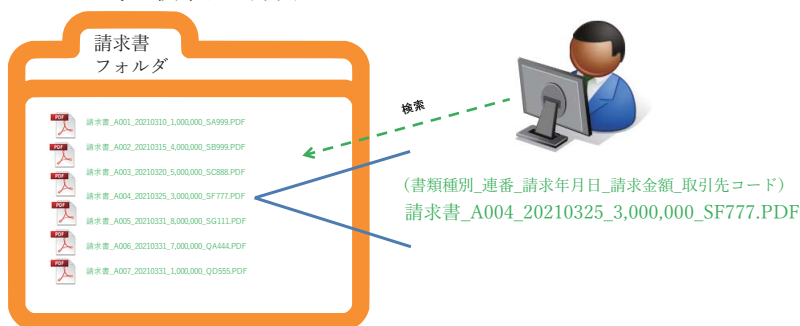 請求書
フォルダ
検索
PDF 請求書_A001_20210310_1,000,000_SA999.PDF
PDF 請求書_A002_20210315_4,000,000_SB999.PDF
PDF 請求書_A003_20210320_5,000,000_SC888.PDF
PDF 請求書_A004_20210325_3,000,000_SF777.PDF
PDF 請求書_A005_20210331_8,000,000_SG111.PDF
PDF 請求書_A006_20210331_7,000,000_QA444.PDF
PDF 請求書_A007_20210331_1,000,000_QD555.PDF
(書類種別_連番_請求年月日_請求金額_取引先コード)
請求書_A004_20210325_3,000,000_SF777.PDF